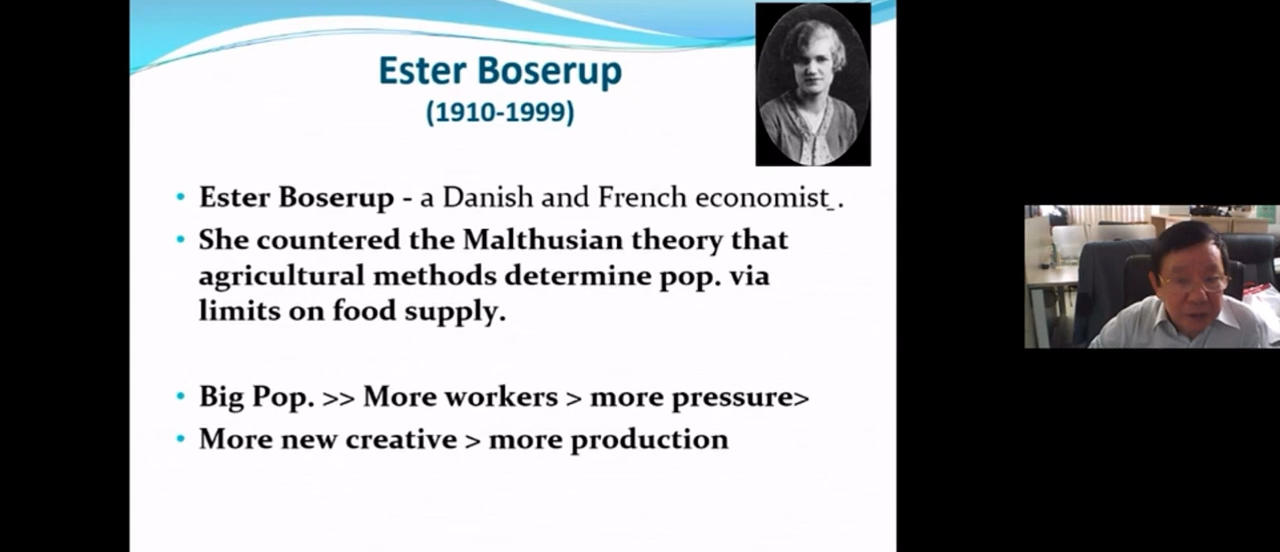 Ester Boserup
(1910-1999)
• Ester Boserup - a Danish and French economist .
• She countered the Malthusian theory that
agricultural methods determine pop. via
limits on food supply.
• Big Pop. >> More workers > more pressure>
• More new creative > more production